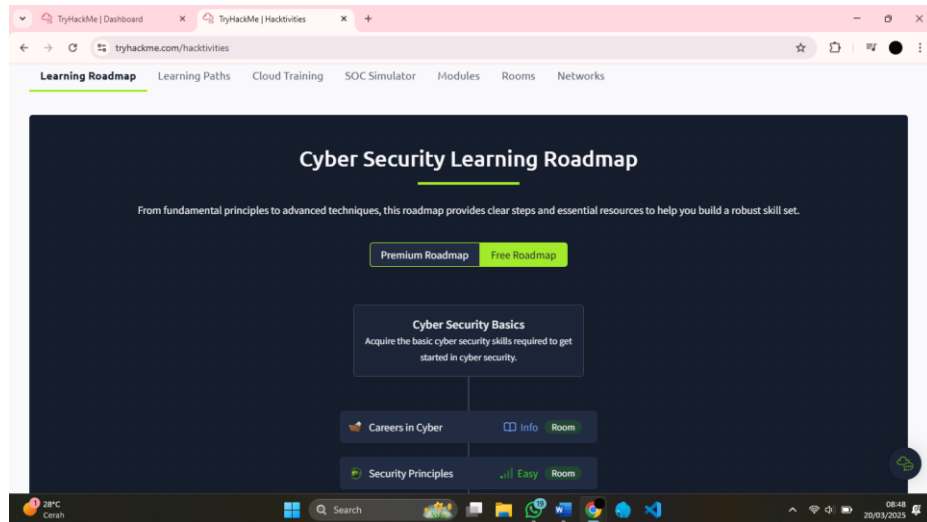 TryHackMe | Dashboard
TryHackMe | Hacktivities
tryhackme.com/hacktivities
Learning Roadmap Learning Paths Cloud Training SOC Simulator Modules Rooms Networks
Cyber Security Learning Roadmap
From fundamental principles to advanced techniques, this roadmap provides clear steps and essential resources to help you build a robust skill set.
Premium Roadmap Free Roadmap
Cyber Security Basics
Acquire the basic cyber security skills required to get
started in cyber security.
Careers in Cyber Info Room
Security Principles Easy Room
1 28°C
Cerah
Search
08:48
20/03/2025